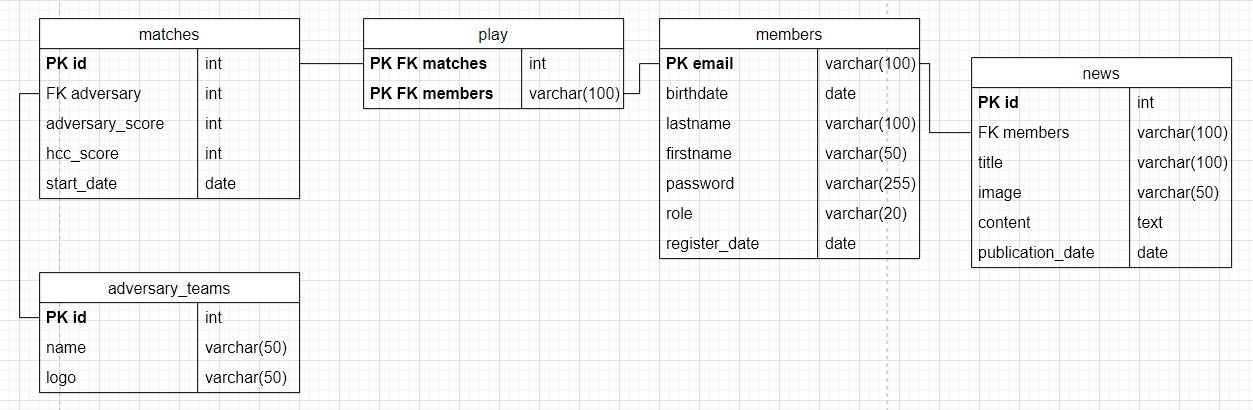 matches
PK id int
FK adversary int
adversary_score int
hcc_score int
start_date date
play
PK FK matches int
PK FK members varchar(100)
members
PK email varchar(100)
birthdate date
lastname varchar(100)
firstname varchar(50)
password varchar(255)
role varchar(20)
register_date date
news
PK id int
FK members varchar(100)
title varchar(100)
image varchar(50)
content text
publication_date date
adversary_teams
PK id int
name varchar(50)
logo varchar(50)